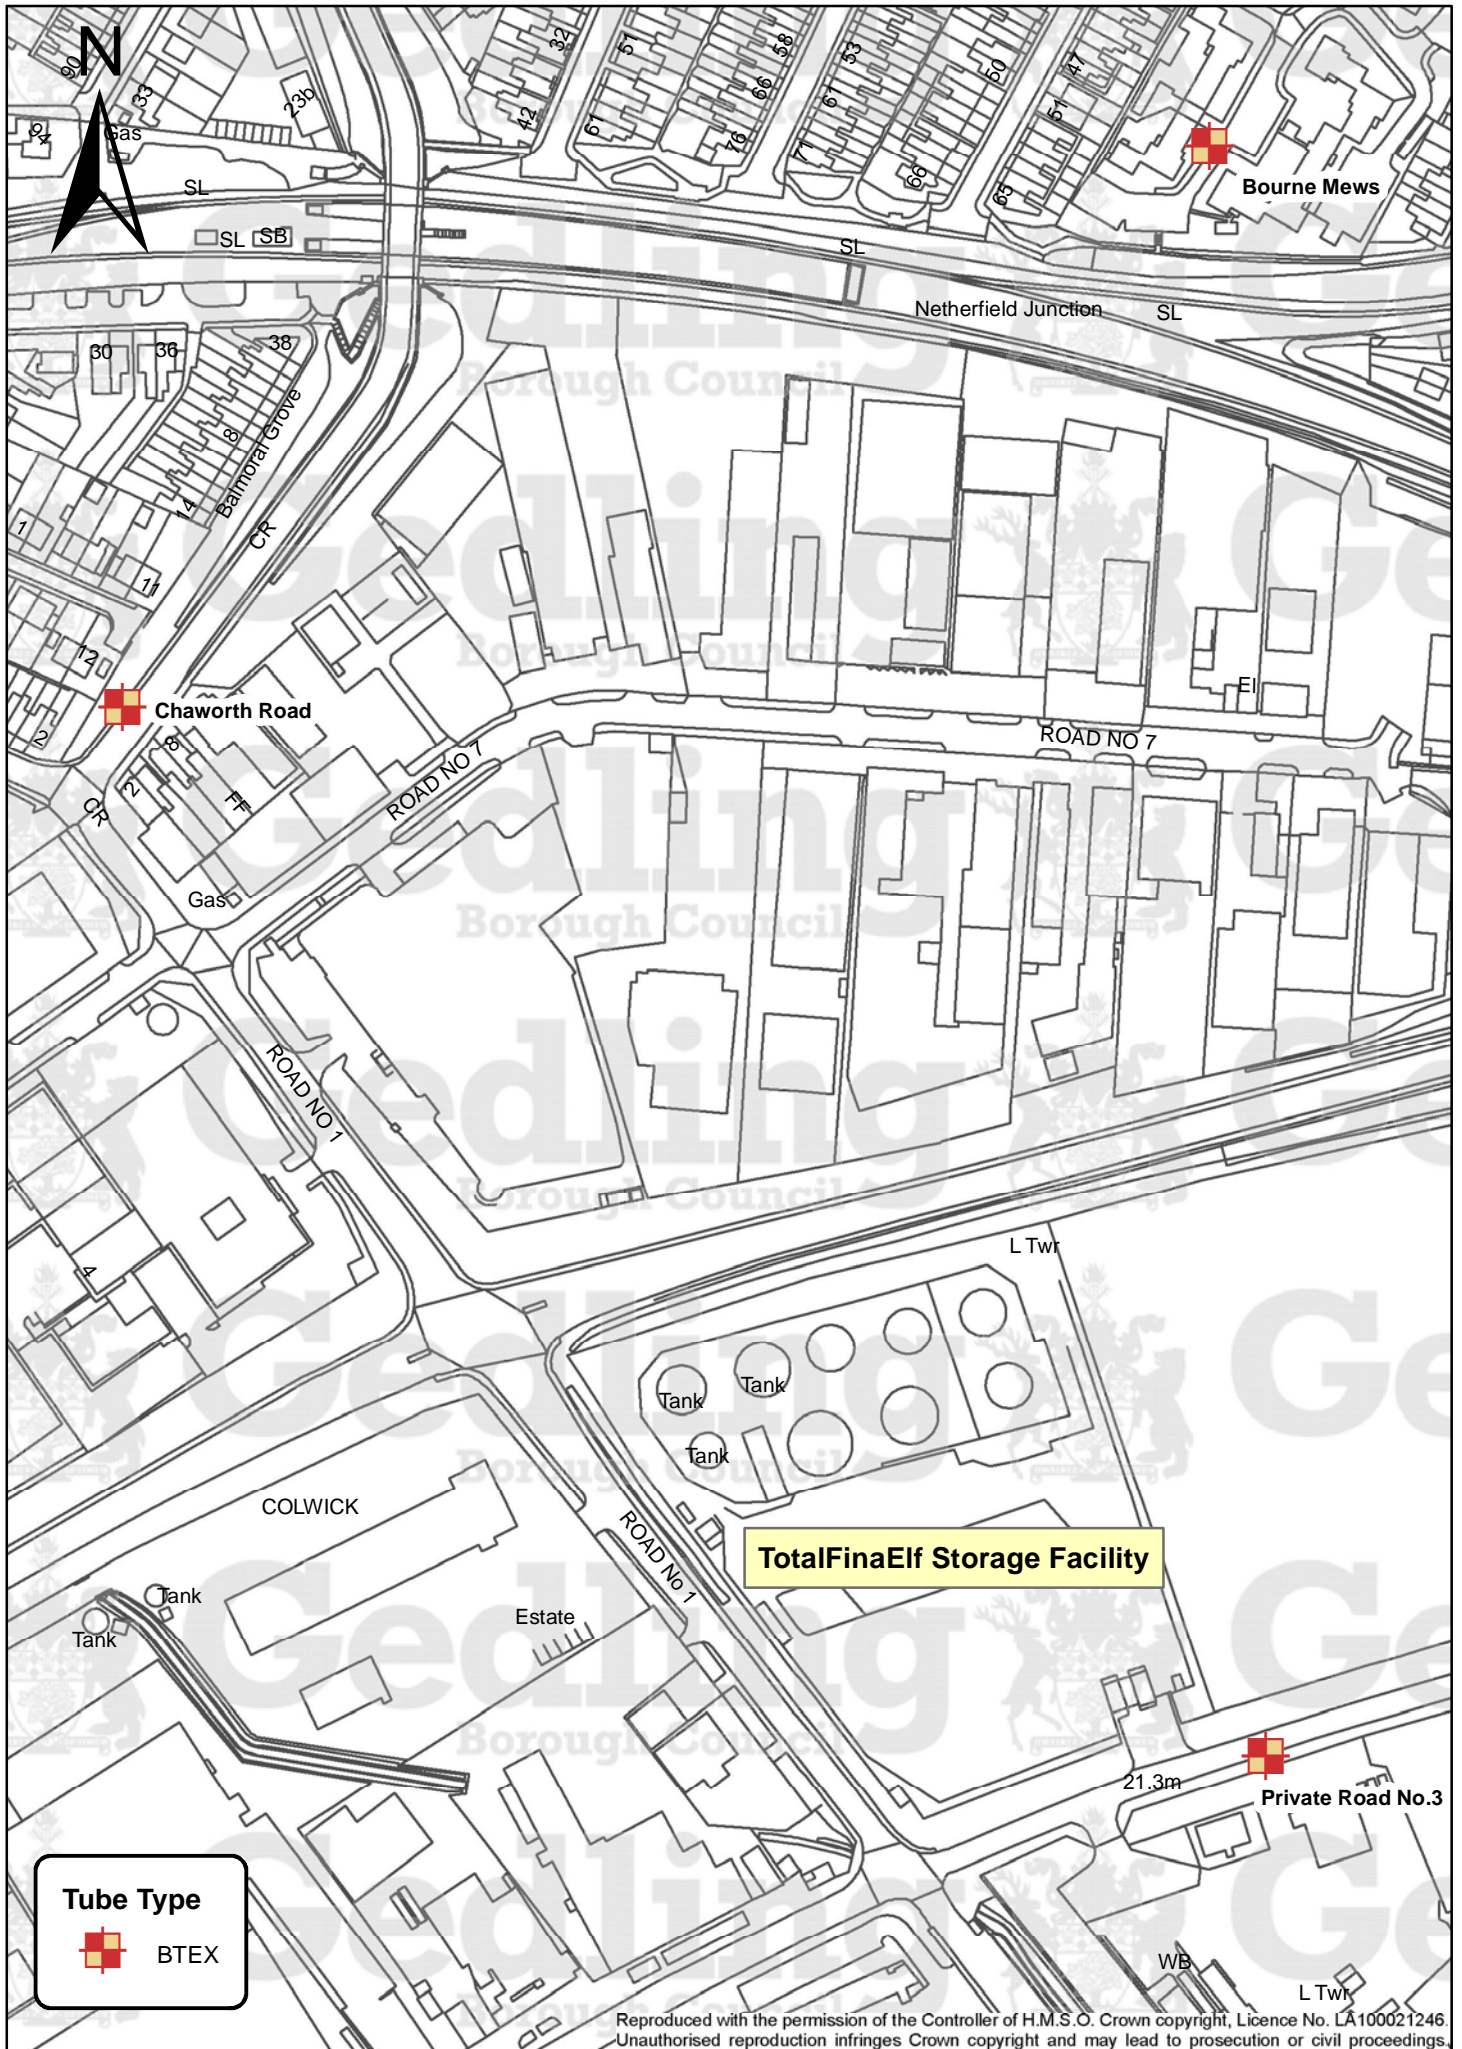 N
90
33
23b
32
51
58
53
50
47
94
Gas
42
61
66
76
61
71
66
51
65
Bourne Mews
SL
SL
SB
SL
Netherfield Junction
SL
30
36
38
8
Balmoral Grove
14
CR
1
11
12
2
Chaworth Road
8
2
FF
CR
ROAD NO 7
ROAD NO 7
El
Gas
ROAD NO 1
4
L Twr
Tank
Tank
Tank
COLWICK
ROAD No 1
TotalFinaElf Storage Facility
Tank
Tank
Estate
21.3m
Private Road No.3
Tube Type
BTEX
WB
L Twr
Gedling
Borough Council
Reproduced with the permission of the Controller of H.M.S.O. Crown copyright, Licence No. LA100021246.
Unauthorised reproduction infringes Crown copyright and may lead to prosecution or civil proceedings.